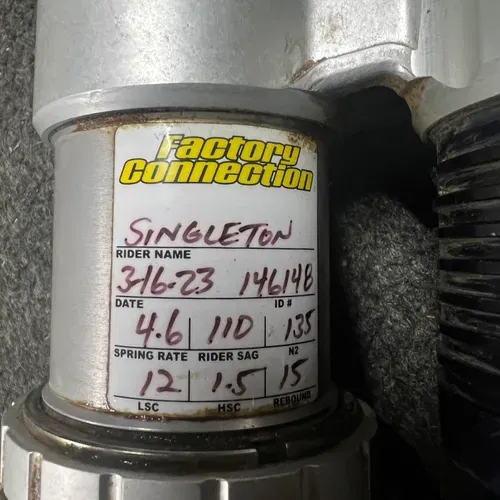 Factory
Connection
SINGLETON
RIDER NAME
3-16-23 146148
DATE ID #
4.6 110 135
SPRING RATE RIDER SAG N2
12 1.5 15
LSC HSC REBOUND